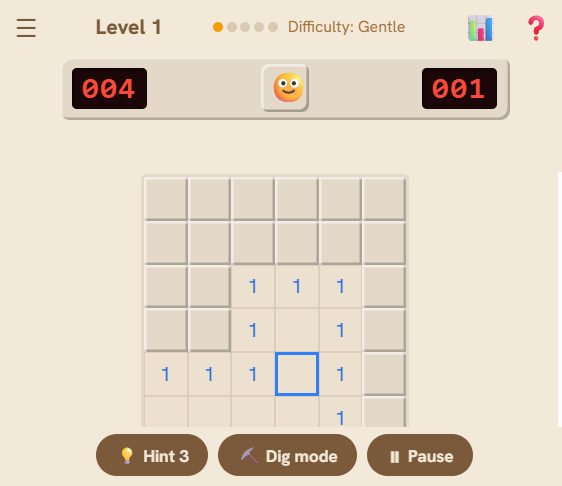 Level 1 Difficulty: Gentle
004 001
1 1 1
1 1
1 1 1 1
1
Hint 3 Dig mode Pause